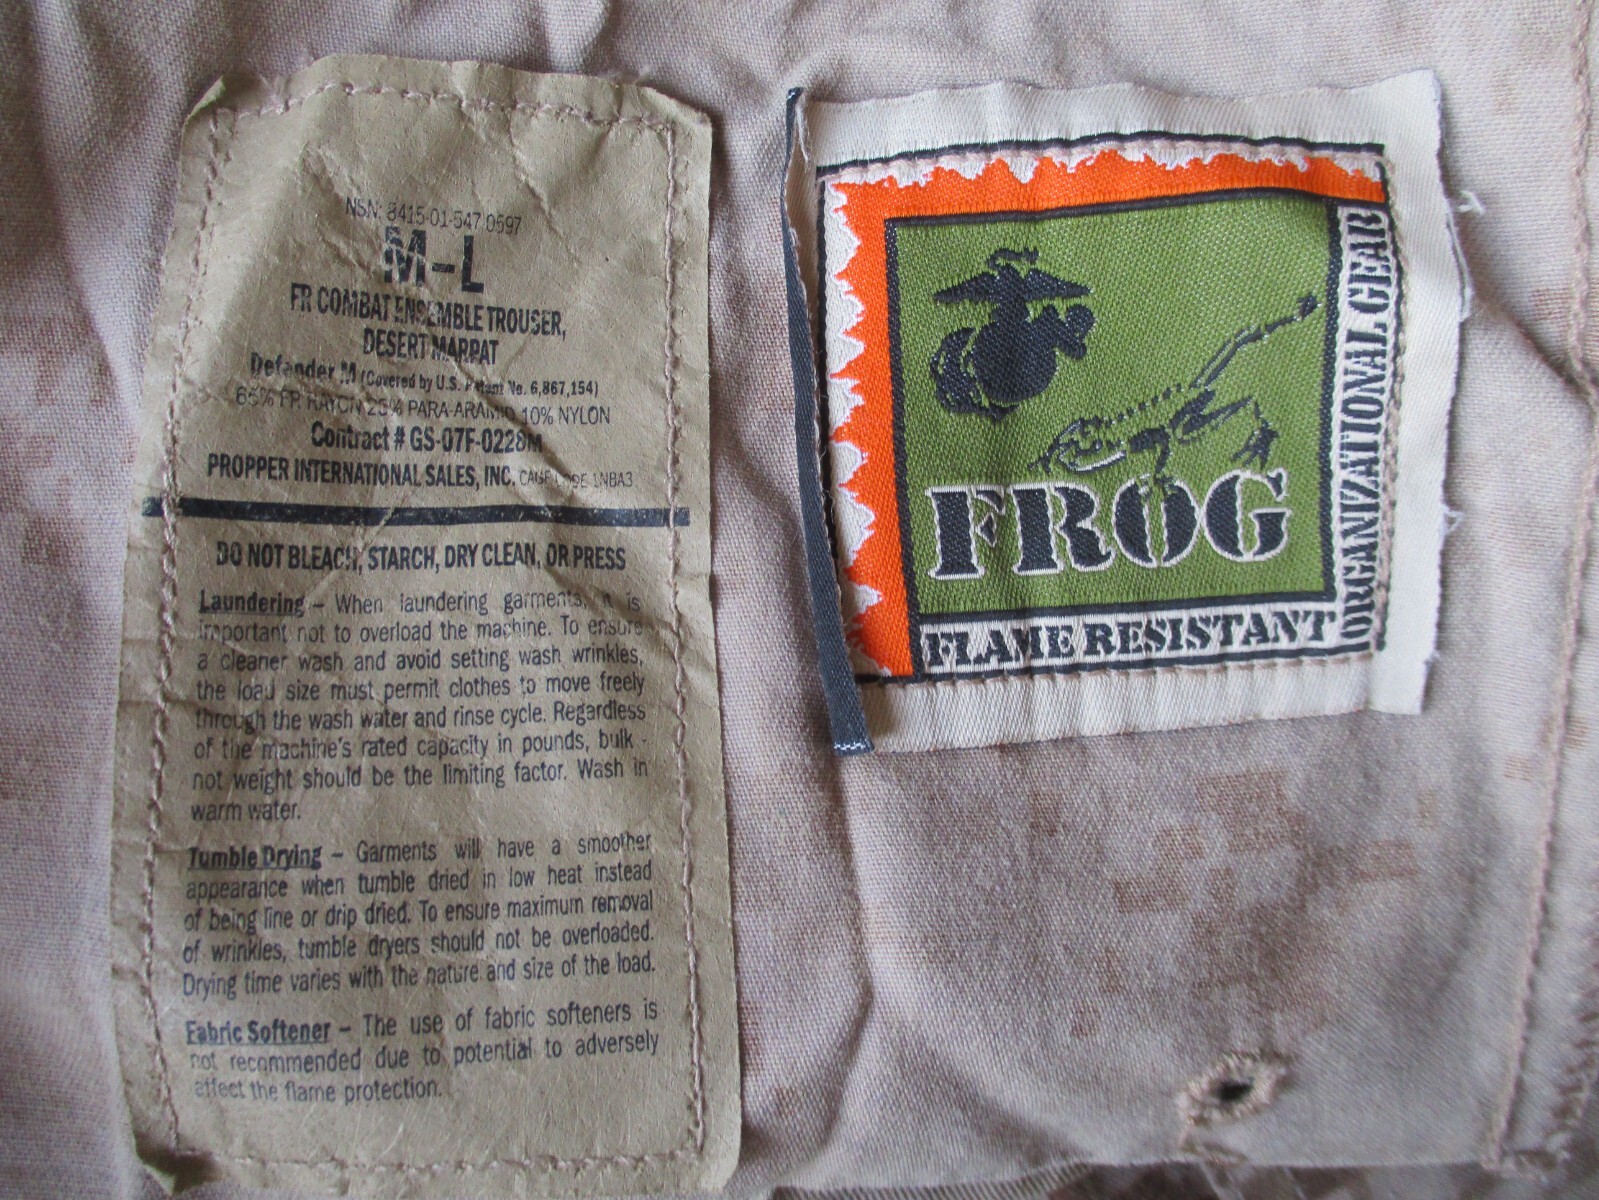 NSN: 8415-01-547-0597
M-L
FR COMBAT ENSEMBLE TROUSER,
DESERT MARPAT
Defender M (Covered by U.S. Patent No. 6,867,154)
65% FR RAYON 25% PARA-ARAMID 10% NYLON
Contract # GS-07F-0228M
PROPPER INTERNATIONAL SALES, INC. CAGE CODE 1NBA3
DO NOT BLEACH, STARCH, DRY CLEAN, OR PRESS
Laundering – When laundering garments, it is
important not to overload the machine. To ensure
a cleaner wash and avoid setting wash wrinkles,
the load size must permit clothes to move freely
through the wash water and rinse cycle. Regardless
of the machine's rated capacity in pounds, bulk -
not weight should be the limiting factor. Wash in
warm water.
Tumble Drying – Garments will have a smoother
appearance when tumble dried in low heat instead
of being line or drip dried. To ensure maximum removal
of wrinkles, tumble dryers should not be overloaded.
Drying time varies with the nature and size of the load.
Fabric Softener – The use of fabric softeners is
not recommended due to potential to adversely
affect the flame protection.
FROG
FLAME RESISTANT
ORGANIZATIONAL GEAR